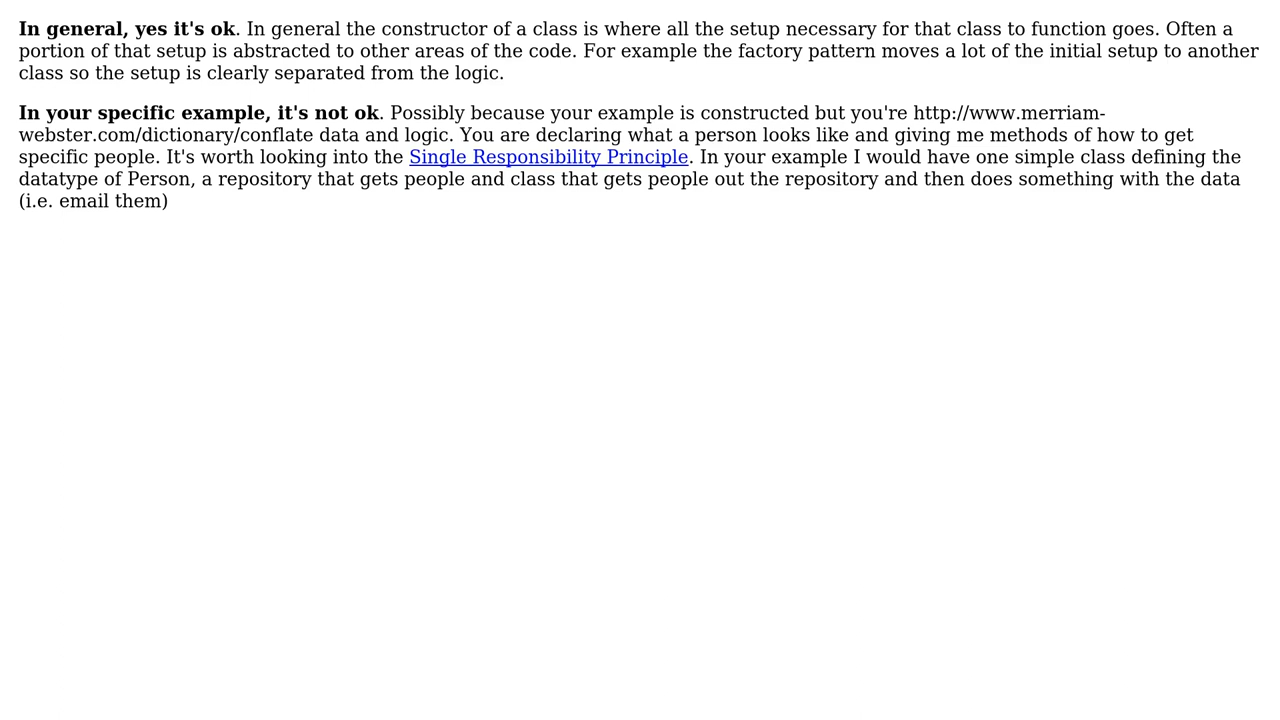 In general, yes it's ok. In general the constructor of a class is where all the setup necessary for that class to function goes. Often a
portion of that setup is abstracted to other areas of the code. For example the factory pattern moves a lot of the initial setup to another
class so the setup is clearly separated from the logic.
In your specific example, it's not ok. Possibly because your example is constructed but you're http://www.merriam-
webster.com/dictionary/conflate data and logic. You are declaring what a person looks like and giving me methods of how to get
specific people. It's worth looking into the Single Responsibility Principle. In your example I would have one simple class defining the
datatype of Person, a repository that gets people and class that gets people out the repository and then does something with the data
(i.e. email them)